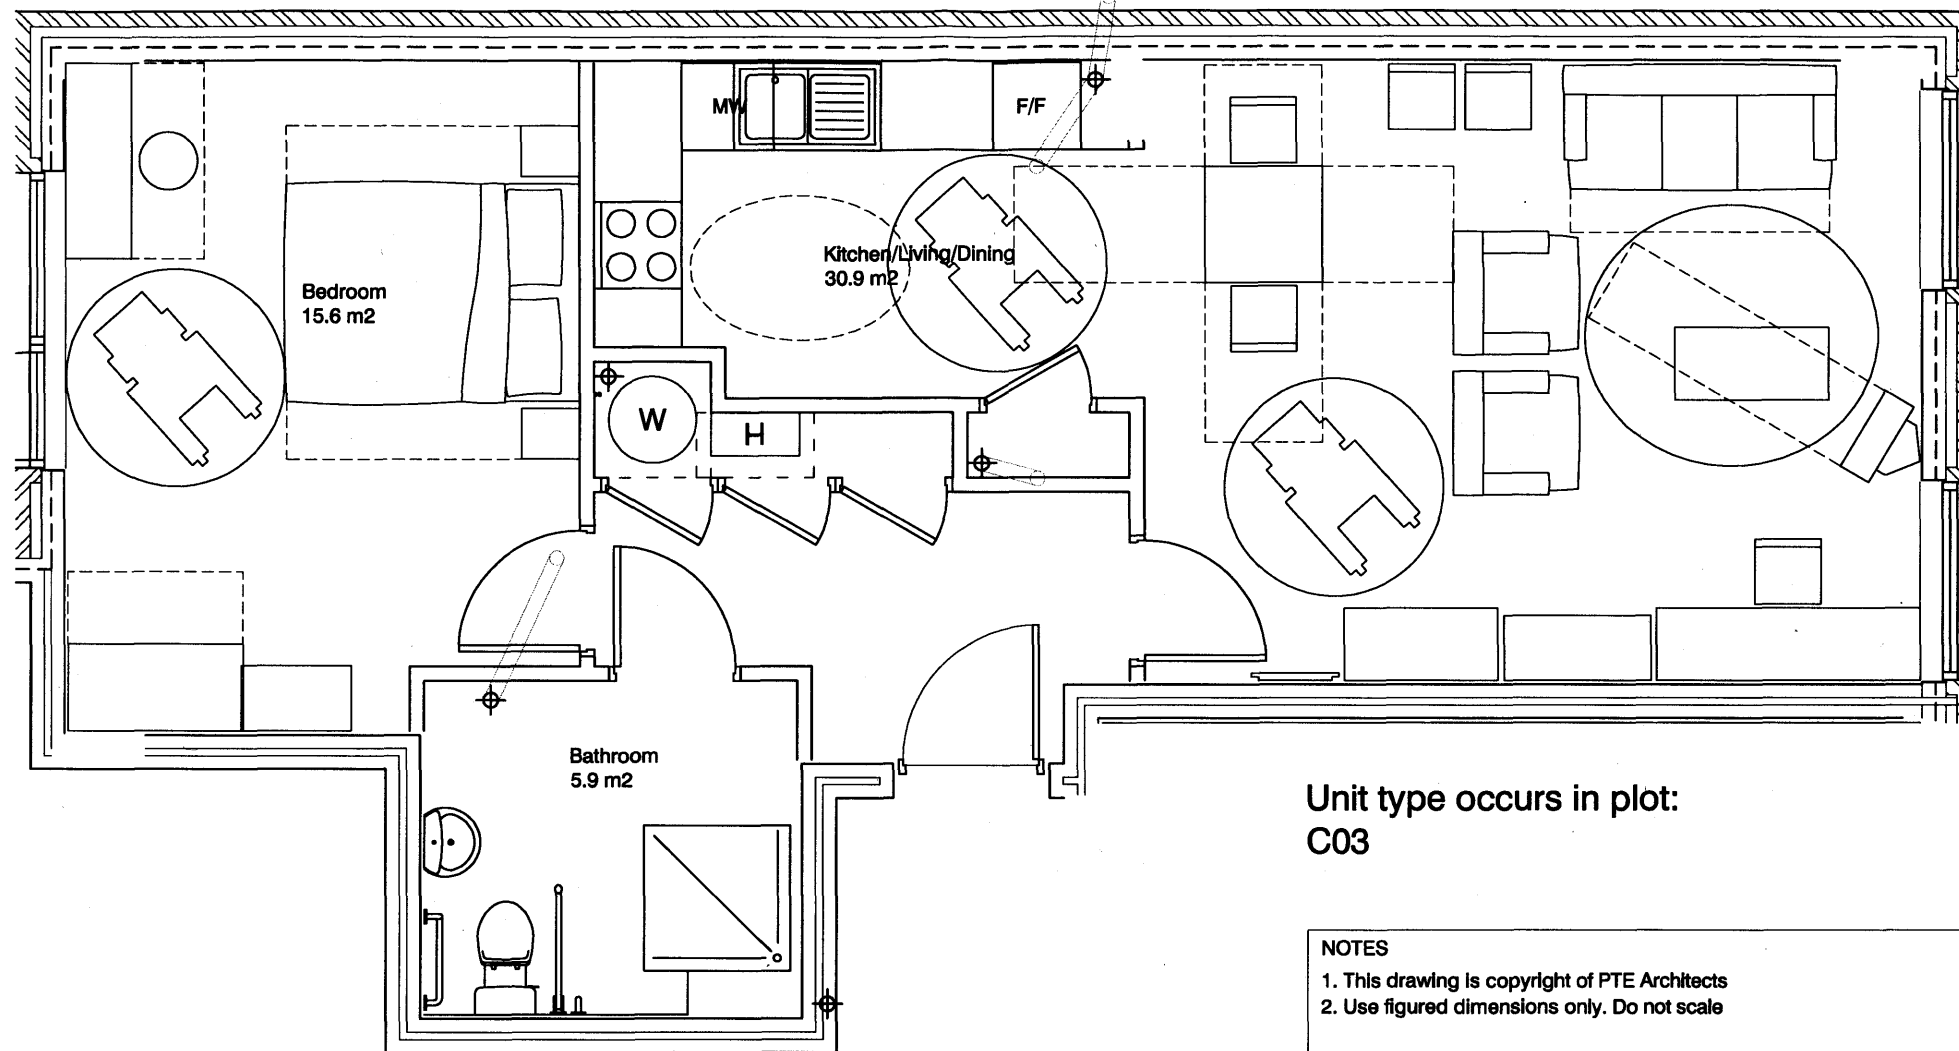 MW
F/F
Kitchen/Living/Dining
30.9 m2
Bedroom
15.6 m2
W
H
Bathroom
5.9 m2
Unit type occurs in plot:
C03
NOTES
1. This drawing is copyright of PTE Architects
2. Use figured dimensions only. Do not scale